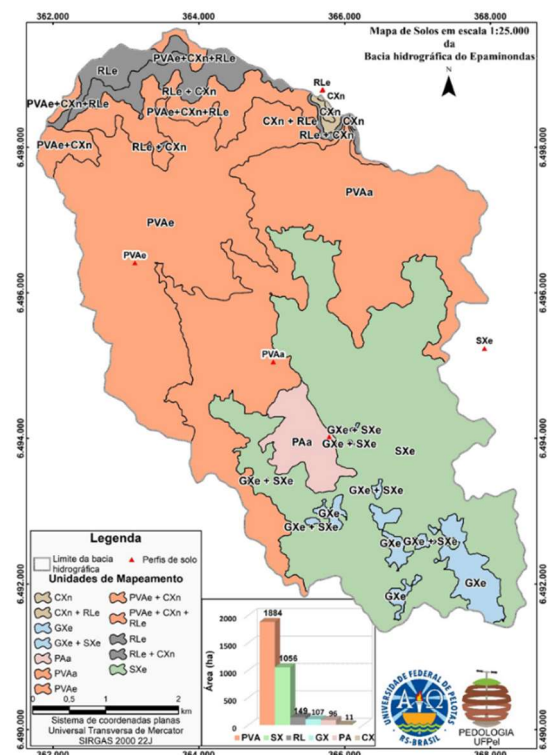 Mapa de Solos em escala 1:25.000
da
Bacia hidrográfica do Epaminondas
N
362.000 364.000 366.000 368.000
6.498.000 6.498.000
6.496.000 6.496.000
6.494.000 6.494.000
6.492.000 6.492.000
6.490.000 6.490.000
PVAe+CXn+RLe
RLe
RLe + CXn
PVAe+CXn+RLe
PVAe+CXn+RLe
RLe
CXn
CXn
CXn + RLe
CXn
RLe + CXn
PVAe+CXn
RLe + CXn
PVAa
PVAe
PVAe
SXe
PVAa
GXe + SXe
PAa
GXe + SXe
SXe
GXe + SXe
GXe + SXe
GXe
GXe + SXe
GXe
GXe + SXe
GXe
GXe
Legenda
Limite da bacia hidrográfica
Perfis de solo
Unidades de Mapeamento
CXn
CXn + RLe
GXe
GXe + SXe
PAa
PVAa
PVAe
PVAe + CXn
PVAe + CXn + RLe
RLe
RLe + CXn
SXe
0 0,5 1 2
km
Sistema de coordenadas planas
Universal Transversa de Mercator
SIRGAS 2000 22J
Área (ha)
2000
1500
1000
500
0
1884
1056
149 107 96 11
PVA SX RL GX PA CX
UNIVERSIDADE FEDERAL DE PELOTAS
RS-BRASIL
PEDOLOGIA
UFPel
362.000 364.000 366.000 368.000